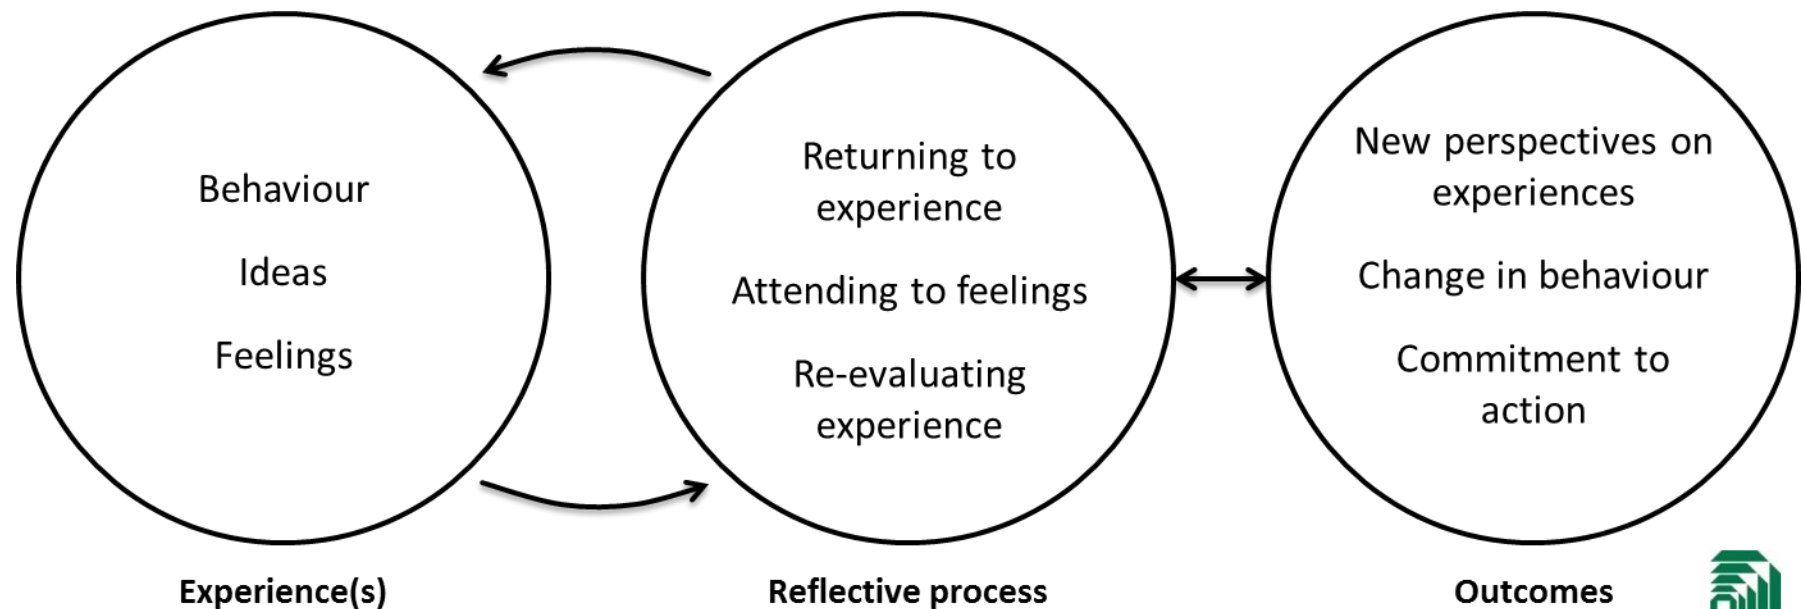 Behaviour
Ideas
Feelings
Returning to
experience
Attending to feelings
Re-evaluating
experience
New perspectives on
experiences
Change in behaviour
Commitment to
action
Experience(s)
Reflective process
Outcomes